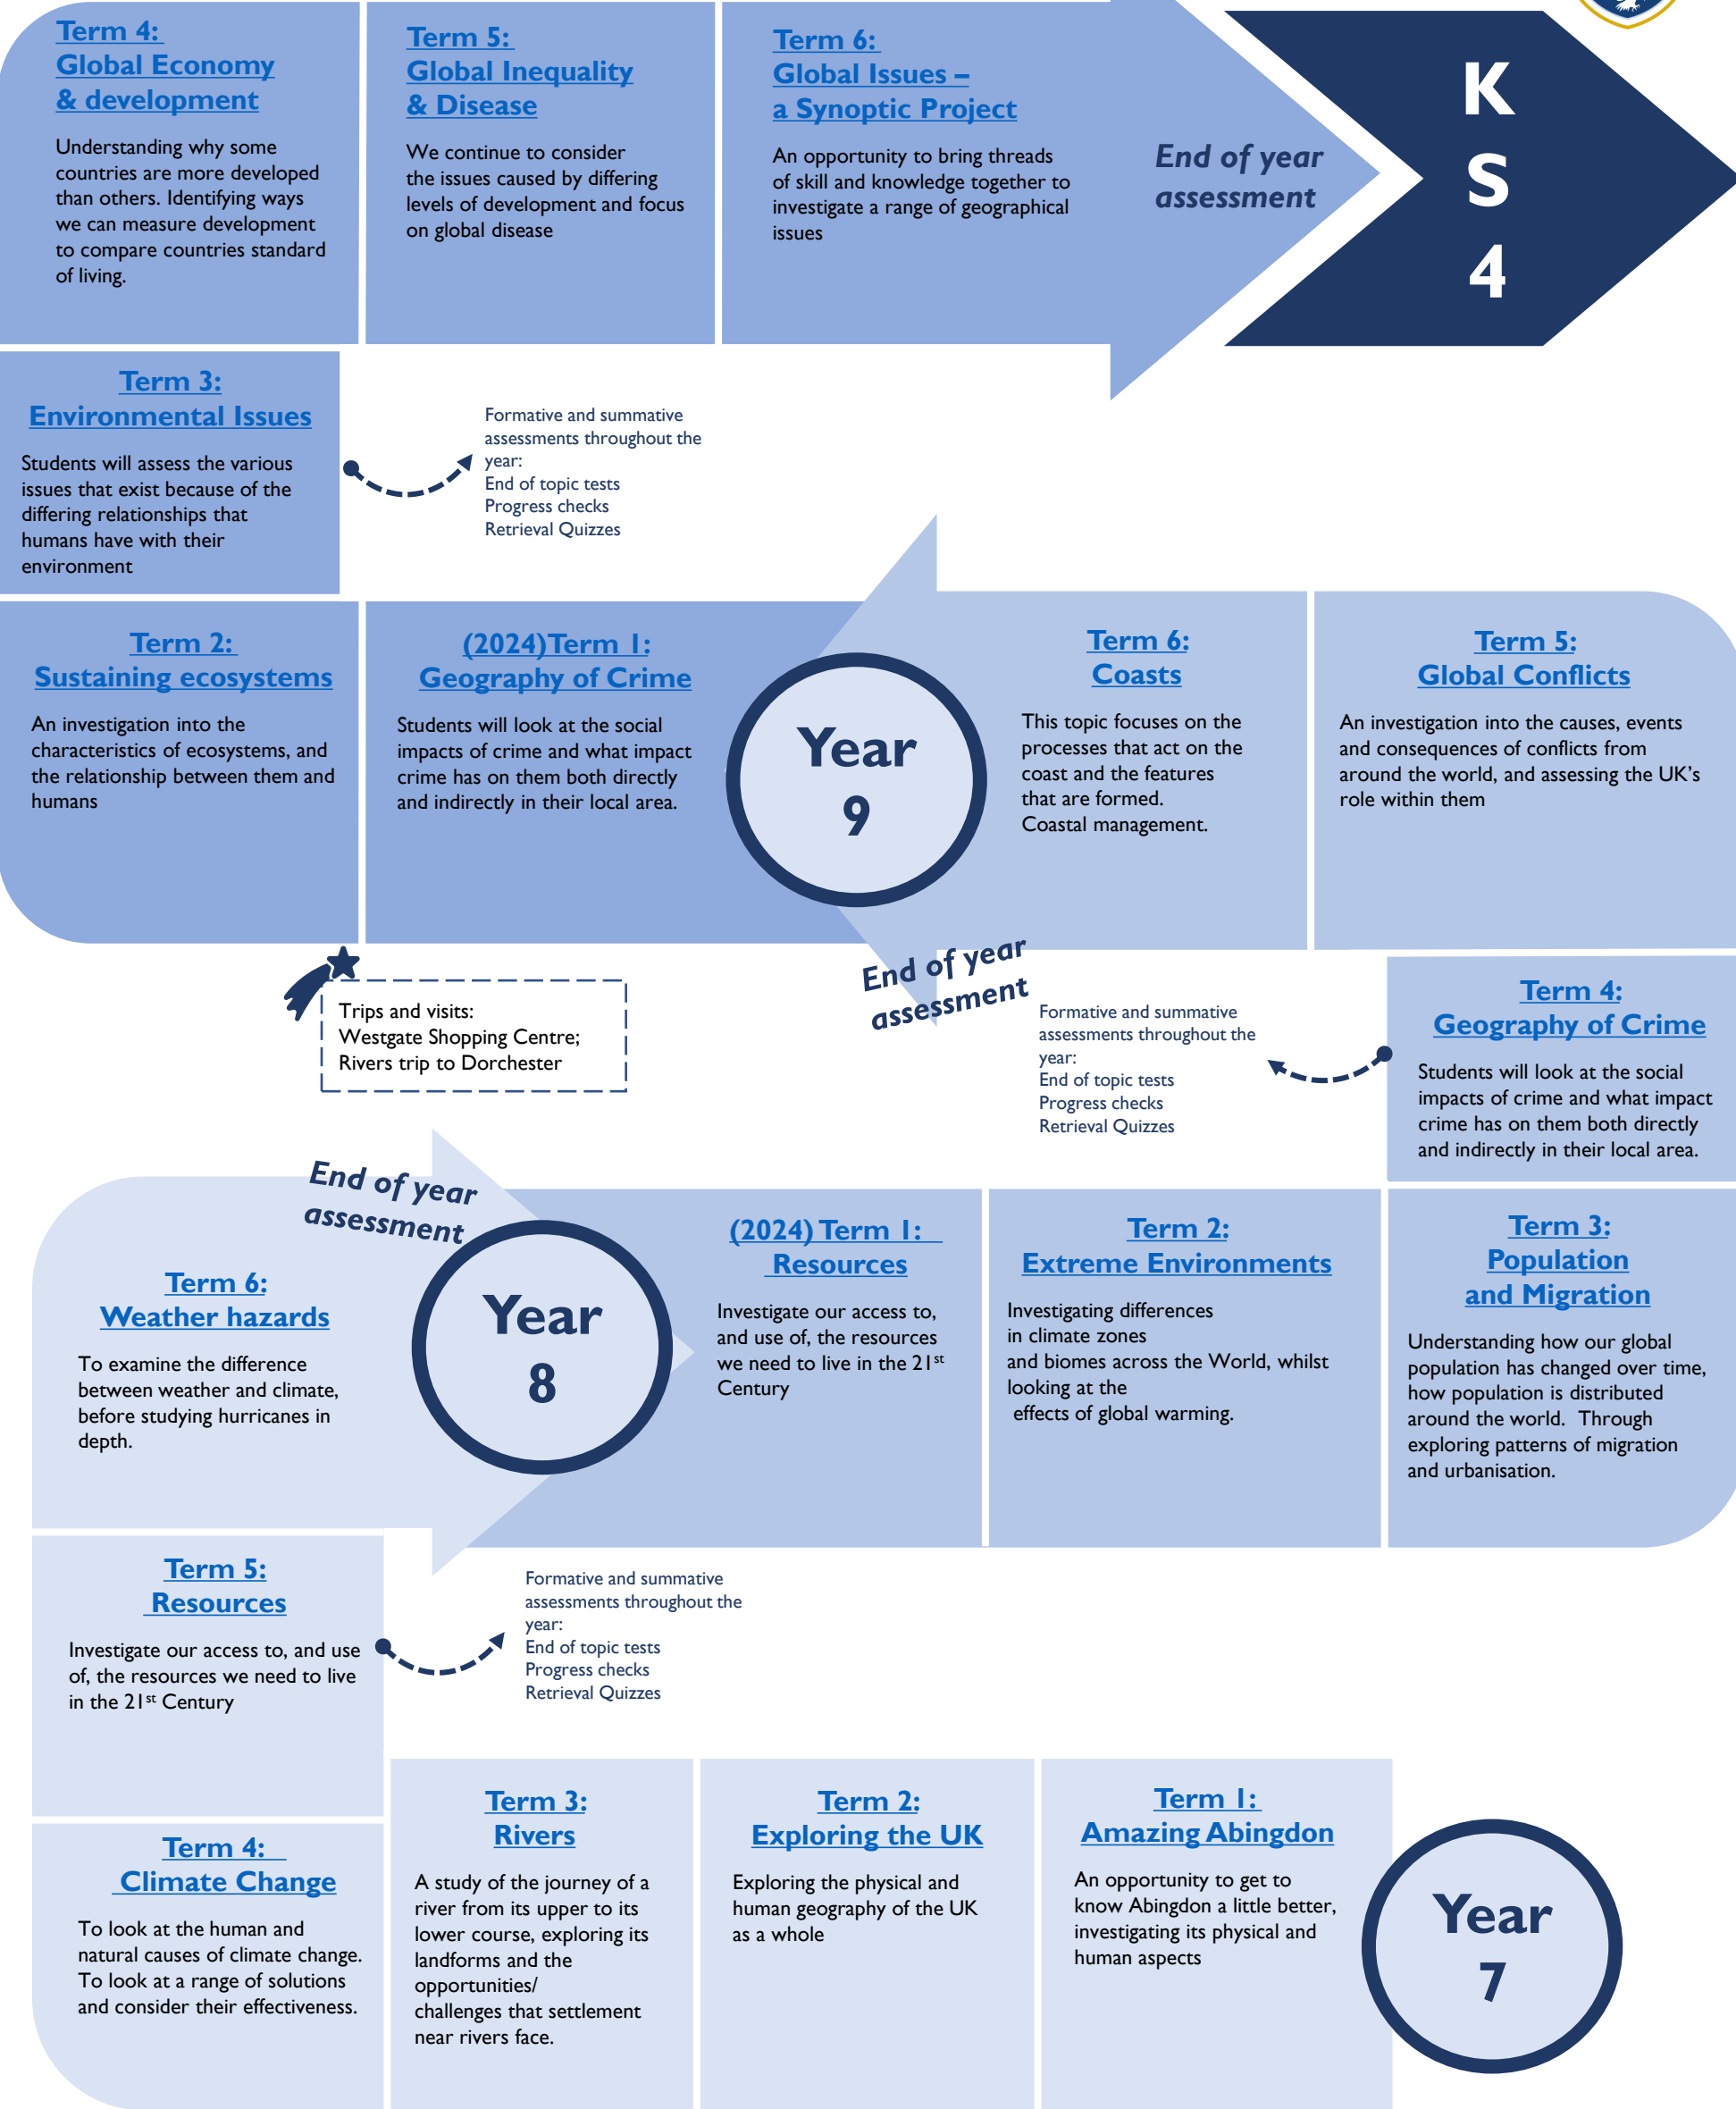 Term 4:
Global Economy
& development
Understanding why some
countries are more developed
than others. Identifying ways
we can measure development
to compare countries standard
of living.
Term 5:
Global Inequality
& Disease
We continue to consider
the issues caused by differing
levels of development and focus
on global disease
Term 6:
Global Issues –
a Synoptic Project
An opportunity to bring threads
of skill and knowledge together to
investigate a range of geographical
issues
End of year
assessment
K
S
4
Term 3:
Environmental Issues
Students will assess the various
issues that exist because of the
differing relationships that
humans have with their
environment
Formative and summative
assessments throughout the
year:
End of topic tests
Progress checks
Retrieval Quizzes
Term 2:
Sustaining ecosystems
An investigation into the
characteristics of ecosystems, and
the relationship between them and
humans
(2024)Term 1:
Geography of Crime
Students will look at the social
impacts of crime and what impact
crime has on them both directly
and indirectly in their local area.
Year
9
Term 6:
Coasts
This topic focuses on the
processes that act on the
coast and the features
that are formed.
Coastal management.
Term 5:
Global Conflicts
An investigation into the causes, events
and consequences of conflicts from
around the world, and assessing the UK's
role within them
End of year
assessment
Trips and visits:
Westgate Shopping Centre;
Rivers trip to Dorchester
Formative and summative
assessments throughout the
year:
End of topic tests
Progress checks
Retrieval Quizzes
Term 4:
Geography of Crime
Students will look at the social
impacts of crime and what impact
crime has on them both directly
and indirectly in their local area.
End of year
assessment
Term 6:
Weather hazards
To examine the difference
between weather and climate,
before studying hurricanes in
depth.
Year
8
(2024) Term 1:
Resources
Investigate our access to,
and use of, the resources
we need to live in the 21st
Century
Term 2:
Extreme Environments
Investigating differences
in climate zones
and biomes across the World, whilst
looking at the
effects of global warming.
Term 3:
Population
and Migration
Understanding how our global
population has changed over time,
how population is distributed
around the world. Through
exploring patterns of migration
and urbanisation.
Term 5:
Resources
Investigate our access to, and use
of, the resources we need to live
in the 21st Century
Formative and summative
assessments throughout the
year:
End of topic tests
Progress checks
Retrieval Quizzes
Term 4:
Climate Change
To look at the human and
natural causes of climate change.
To look at a range of solutions
and consider their effectiveness.
Term 3:
Rivers
A study of the journey of a
river from its upper to its
lower course, exploring its
landforms and the
opportunities/
challenges that settlement
near rivers face.
Term 2:
Exploring the UK
Exploring the physical and
human geography of the UK
as a whole
Term 1:
Amazing Abingdon
An opportunity to get to
know Abingdon a little better,
investigating its physical and
human aspects
Year
7